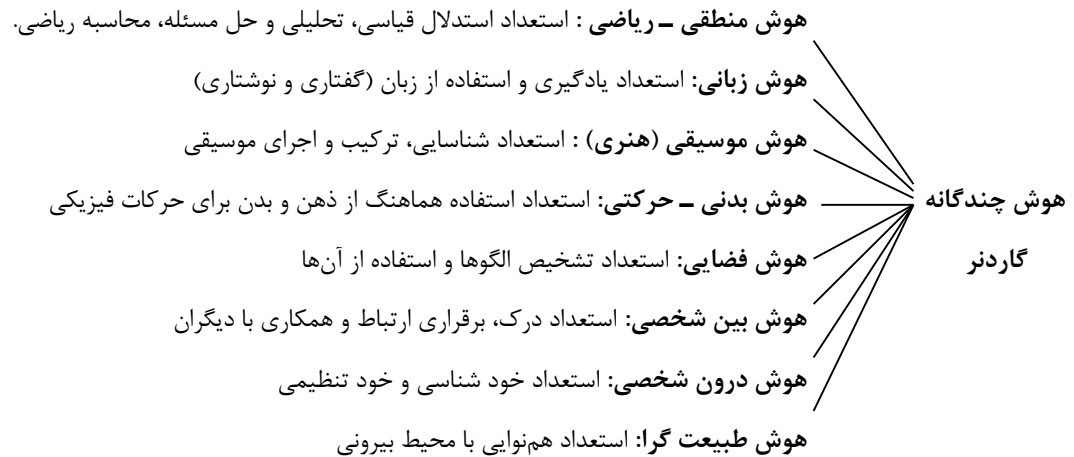 هوش منطقی ــ ریاضی : استعداد استدلال قیاسی، تحلیلی و حل مسئله، محاسبه ریاضی.
هوش زبانی: استعداد یادگیری و استفاده از زبان (گفتاری و نوشتاری)
هوش موسیقی (هنری) : استعداد شناسایی، ترکیب و اجرای موسیقی
هوش چندگانه
گاردنر
هوش بدنی ــ حرکتی: استعداد استفاده هماهنگ از ذهن و بدن برای حرکات فیزیکی
هوش فضایی: استعداد تشخیص الگوها و استفاده از آن‌ها
هوش بین شخصی: استعداد درک، برقراری ارتباط و همکاری با دیگران
هوش درون شخصی: استعداد خود شناسی و خود تنظیمی
هوش طبیعت گرا: استعداد هم‌نوایی با محیط بیرونی